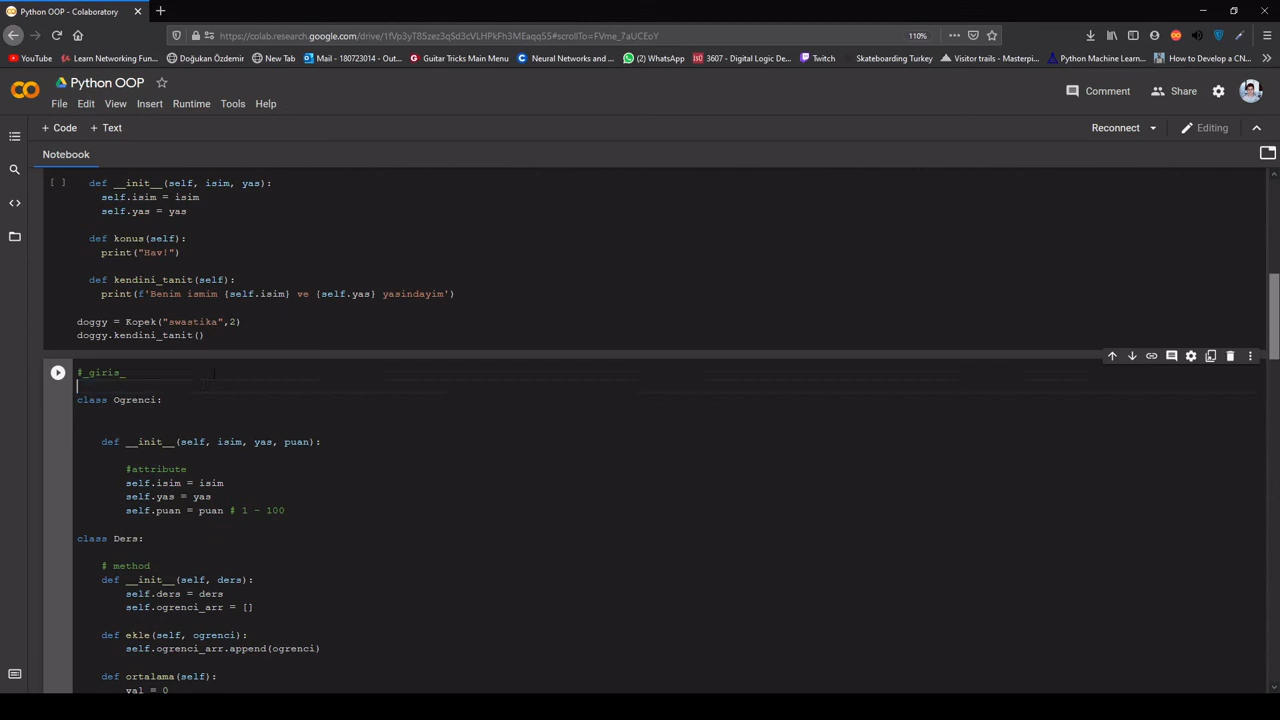 Python OOP - Colaboratory
https://colab.research.google.com/drive/1fVp3yT85zez3qSd3cVLHPkFh3MEaqq55#scrollTo=FVme_7aUCEoY
110%
YouTube
Learn Networking Fun...
Doğukan Özdemir
New Tab
Mail - 180723014 - Out...
Guitar Tricks Main Menu
Neural Networks and ...
(2) WhatsApp
3607 - Digital Logic De...
Twitch
Skateboarding Turkey
Visitor trails - Masterpi...
Python Machine Learn...
How to Develop a CN...
Python OOP
Comment
Share
File Edit View Insert Runtime Tools Help
+ Code + Text
Reconnect
Editing
Notebook
[ ] def __init__(self, isim, yas):
self.isim = isim
self.yas = yas
def konus(self):
print("Hav!")
def kendini_tanit(self):
print(f'Benim ismim {self.isim} ve {self.yas} yasindayim')
doggy = Kopek("swastika",2)
doggy.kendini_tanit()
#_giris_
class Ogrenci:
def __init__(self, isim, yas, puan):
#attribute
self.isim = isim
self.yas = yas
self.puan = puan # 1 - 100
class Ders:
# method
def __init__(self, ders):
self.ders = ders
self.ogrenci_arr = []
def ekle(self, ogrenci):
self.ogrenci_arr.append(ogrenci)
def ortalama(self):
val = 0